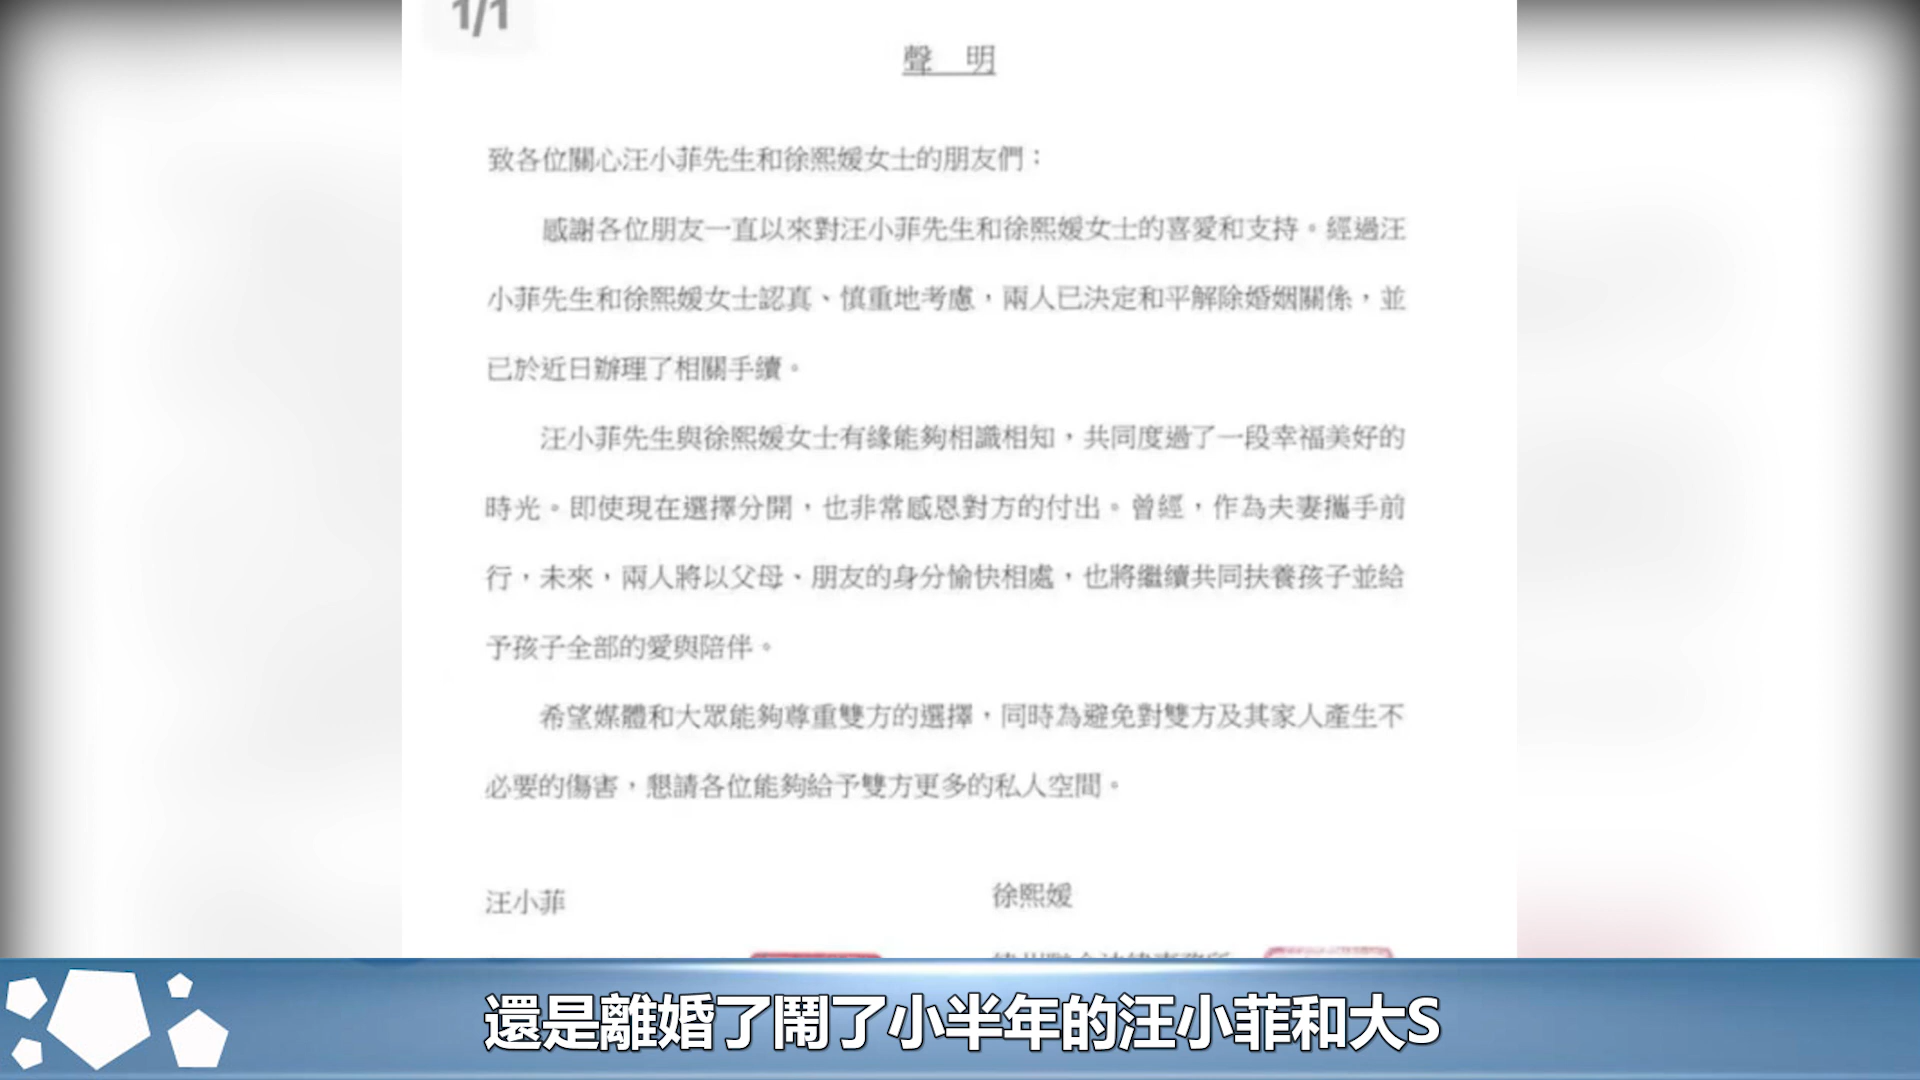 1/1
聲 明
致各位關心汪小菲先生和徐熙媛女士的朋友們：
感謝各位朋友一直以來對汪小菲先生和徐熙媛女士的喜愛和支持。經過汪
小菲先生和徐熙媛女士認真、慎重地考慮，兩人已決定和平解除婚姻關係，並
已於近日辦理了相關手續。
汪小菲先生與徐熙媛女士有緣能夠相識相知，共同度過了一段幸福美好的
時光。即使現在選擇分開，也非常感恩對方的付出。曾經，作為夫妻攜手前
行，未來，兩人將以父母、朋友的身分愉快相處，也將繼續共同扶養孩子並給
予孩子全部的愛與陪伴。
希望媒體和大眾能夠尊重雙方的選擇，同時為避免對雙方及其家人產生不
必要的傷害，懇請各位能夠給予雙方更多的私人空間。
汪小菲 徐熙媛
還是離婚了鬧了小半年的汪小菲和大S